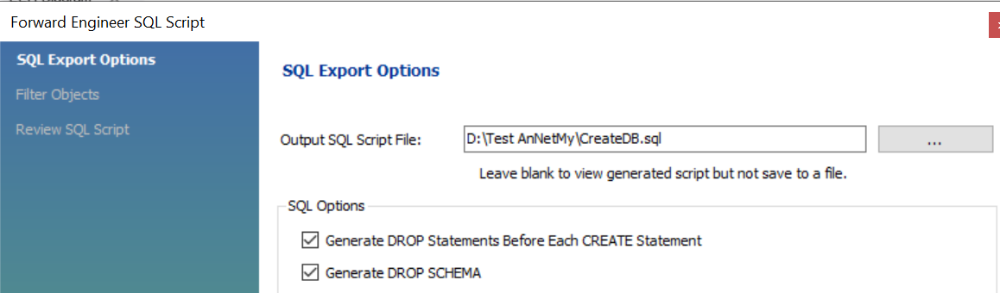 Forward Engineer SQL Script
SQL Export Options
Filter Objects
Review SQL Script
SQL Export Options
Output SQL Script File:
D:\Test AnNetMy\CreateDB.sql
...
Leave blank to view generated script but not save to a file.
SQL Options
Generate DROP Statements Before Each CREATE Statement
Generate DROP SCHEMA